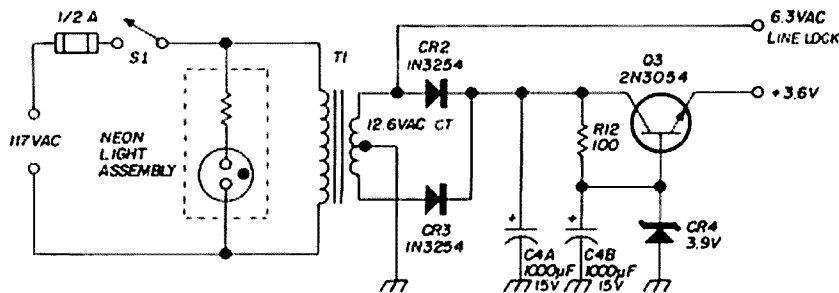 1/2 A
S1
117VAC
NEON
LIGHT
ASSEMBLY
T1
12.6VAC CT
CR2
1N3254
CR3
1N3254
6.3VAC
LINE LOCK
Q3
2N3054
+3.6V
R12
100
+
C4A
1000µF
15V
+
C4B
1000µF
15V
CR4
3.9V